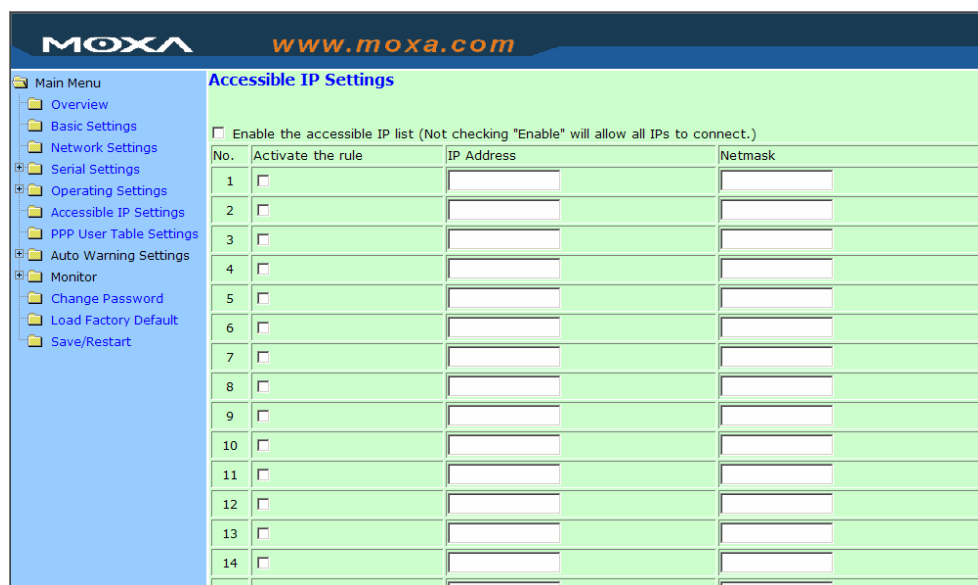 MOXA www.moxa.com
Main Menu
Overview
Basic Settings
Network Settings
Serial Settings
Operating Settings
Accessible IP Settings
PPP User Table Settings
Auto Warning Settings
Monitor
Change Password
Load Factory Default
Save/Restart
Accessible IP Settings
Enable the accessible IP list (Not checking "Enable" will allow all IPs to connect.)
No. Activate the rule IP Address Netmask
1
2
3
4
5
6
7
8
9
10
11
12
13
14